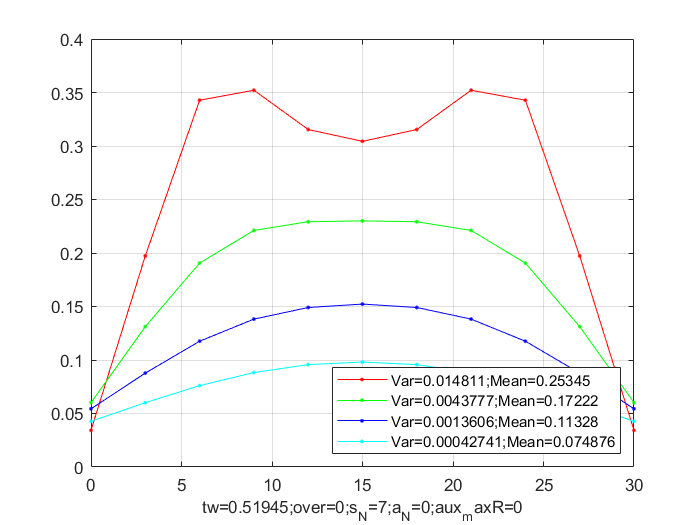 0.4
0.35
0.3
0.25
0.2
0.15
0.1
0.05
0
0 5 10 15 20 25 30
Var=0.014811;Mean=0.25345
Var=0.0043777;Mean=0.17222
Var=0.0013606;Mean=0.11328
Var=0.00042741;Mean=0.074876
tw=0.51945;over=0;s_N=7;a_N=0;aux_maxR=0